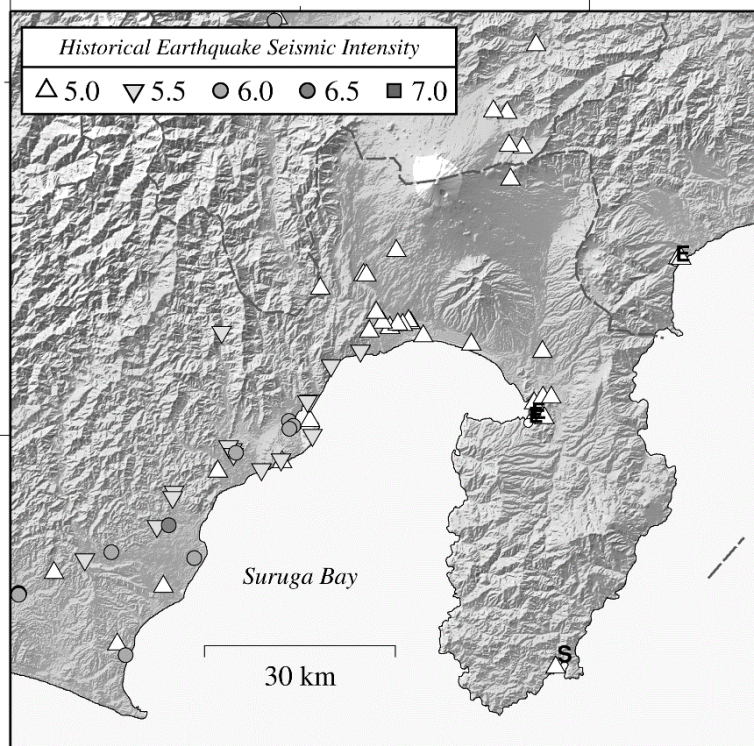 Historical Earthquake Seismic Intensity
5.0 5.5 6.0 6.5 7.0
E
E
E
Suruga Bay
S
30 km